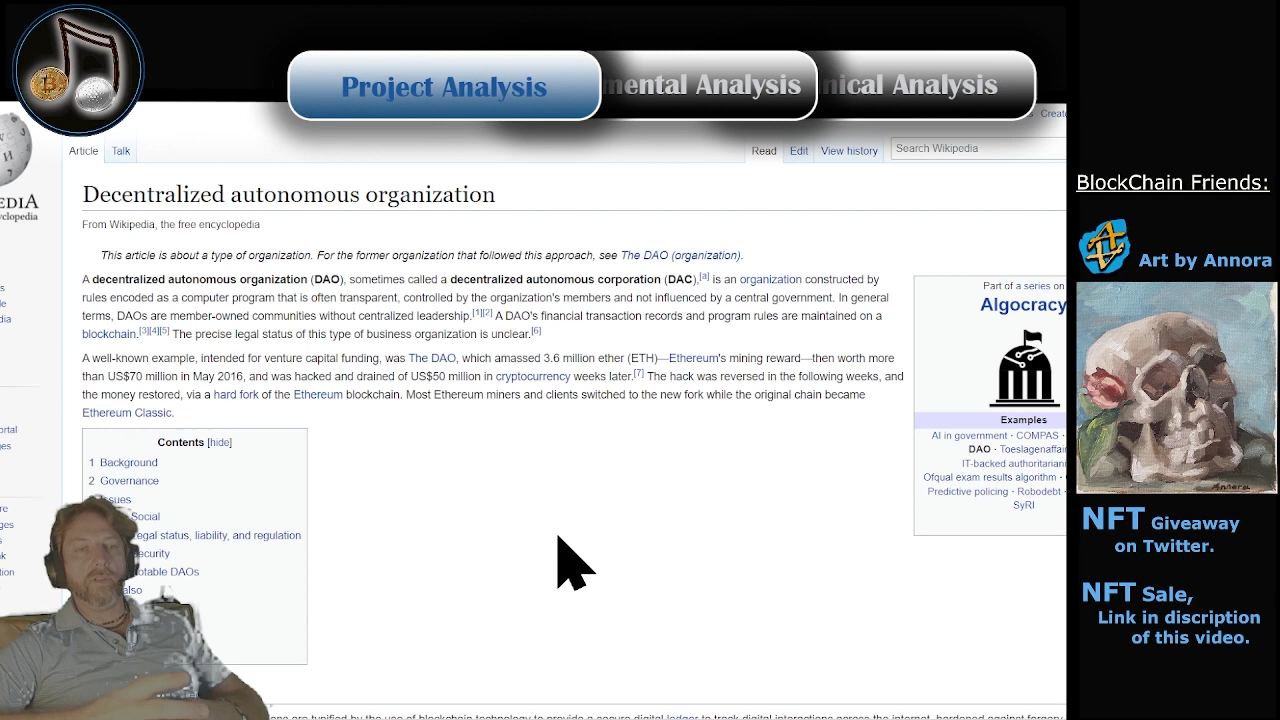 Project Analysis
mental Analysis
nical Analysis
Create
Article
Talk
Read
Edit
View history
Search Wikipedia
EDIA
yclopedia
Decentralized autonomous organization
From Wikipedia, the free encyclopedia
This article is about a type of organization. For the former organization that followed this approach, see The DAO (organization).
A decentralized autonomous organization (DAO), sometimes called a decentralized autonomous corporation (DAC),[a] is an organization constructed by
rules encoded as a computer program that is often transparent, controlled by the organization's members and not influenced by a central government. In general
terms, DAOs are member-owned communities without centralized leadership.[1][2] A DAO's financial transaction records and program rules are maintained on a
blockchain.[3][4][5] The precise legal status of this type of business organization is unclear.[6]
A well-known example, intended for venture capital funding, was The DAO, which amassed 3.6 million ether (ETH)—Ethereum's mining reward—then worth more
than US$70 million in May 2016, and was hacked and drained of US$50 million in cryptocurrency weeks later.[7] The hack was reversed in the following weeks, and
the money restored, via a hard fork of the Ethereum blockchain. Most Ethereum miners and clients switched to the new fork while the original chain became
Ethereum Classic.
Contents [hide]
1 Background
2 Governance
ssues
Social
egal status, liability, and regulation
ecurity
otable DAOs
also
Part of a series on
Algocracy
Examples
AI in government · COMPAS ·
DAO · Toeslagenaffai
IT-backed authoritarian
Ofqual exam results algorithm ·
Predictive policing · Robodebt ·
SyRI
BlockChain Friends:
Art by Annora
Annora
NFT Giveaway
on Twitter.
NFT Sale,
Link in discription
of this video.